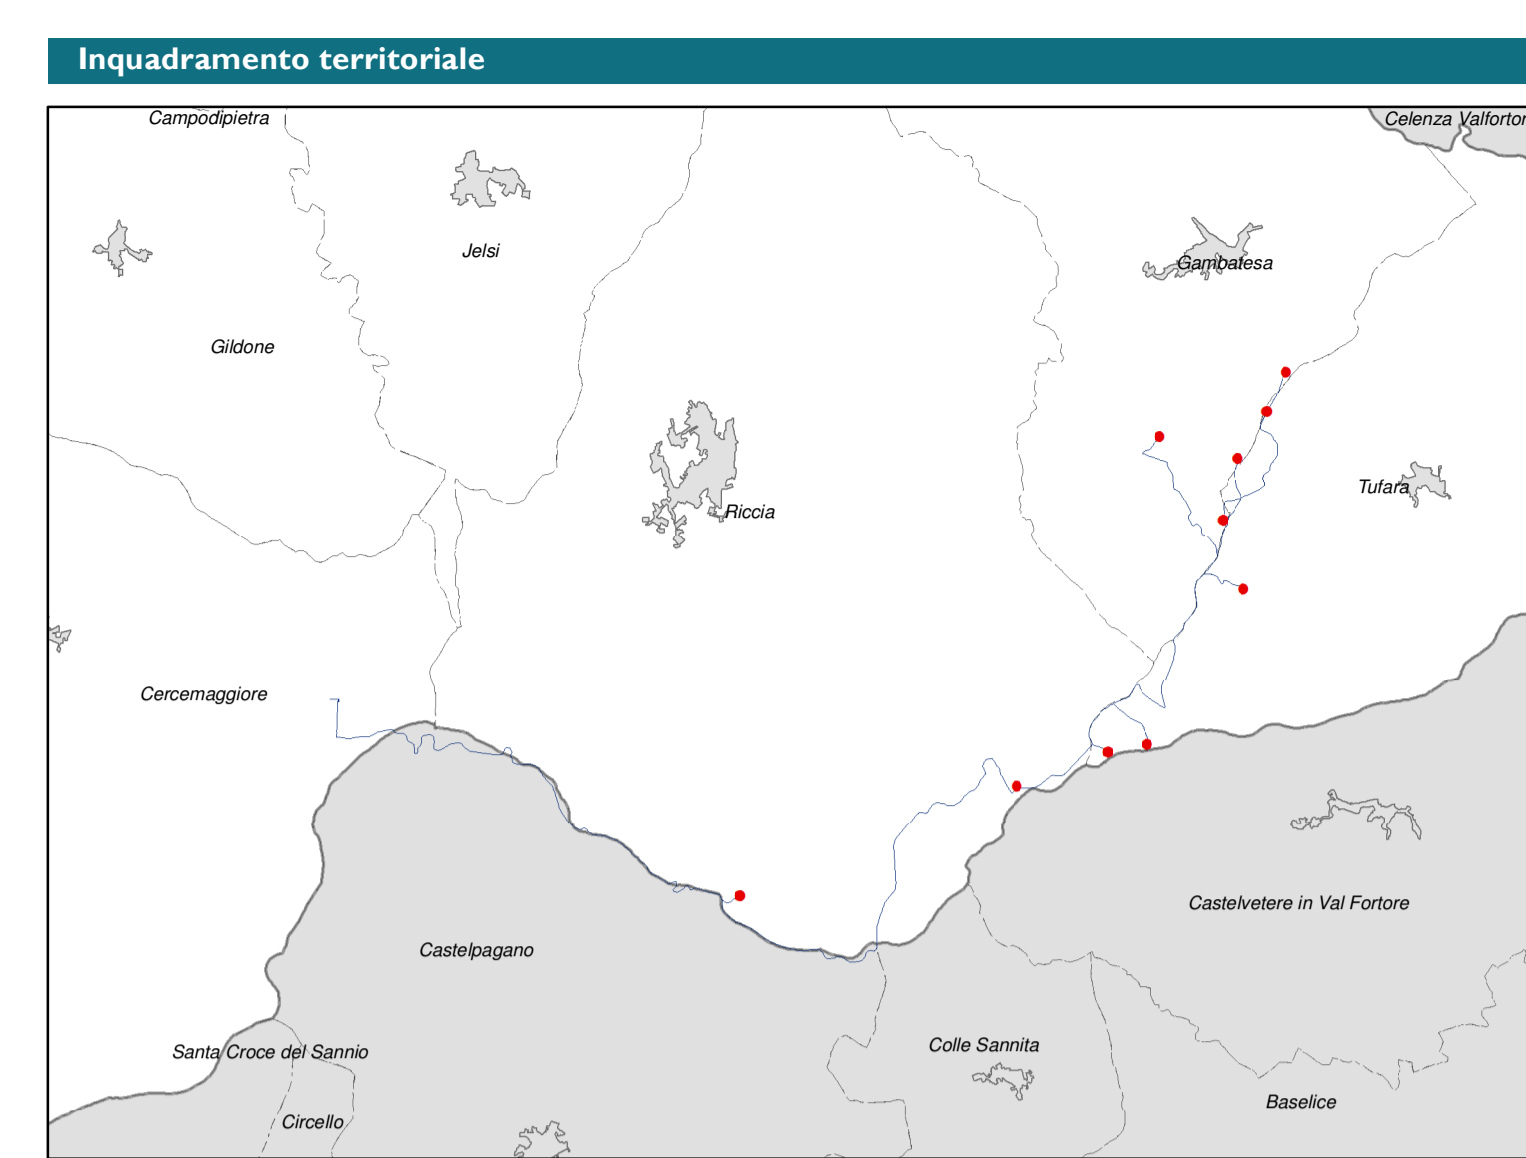 Inquadramento territoriale
Campodipietra
Celenza Valfortor
Jelsi
Gambatesa
Gildone
Tufara
Riccia
Cercemaggiore
Castelvetere in Val Fortore
Castelpagano
Colle Sannita
Santa Croce del Sannio
Baselice
Circello